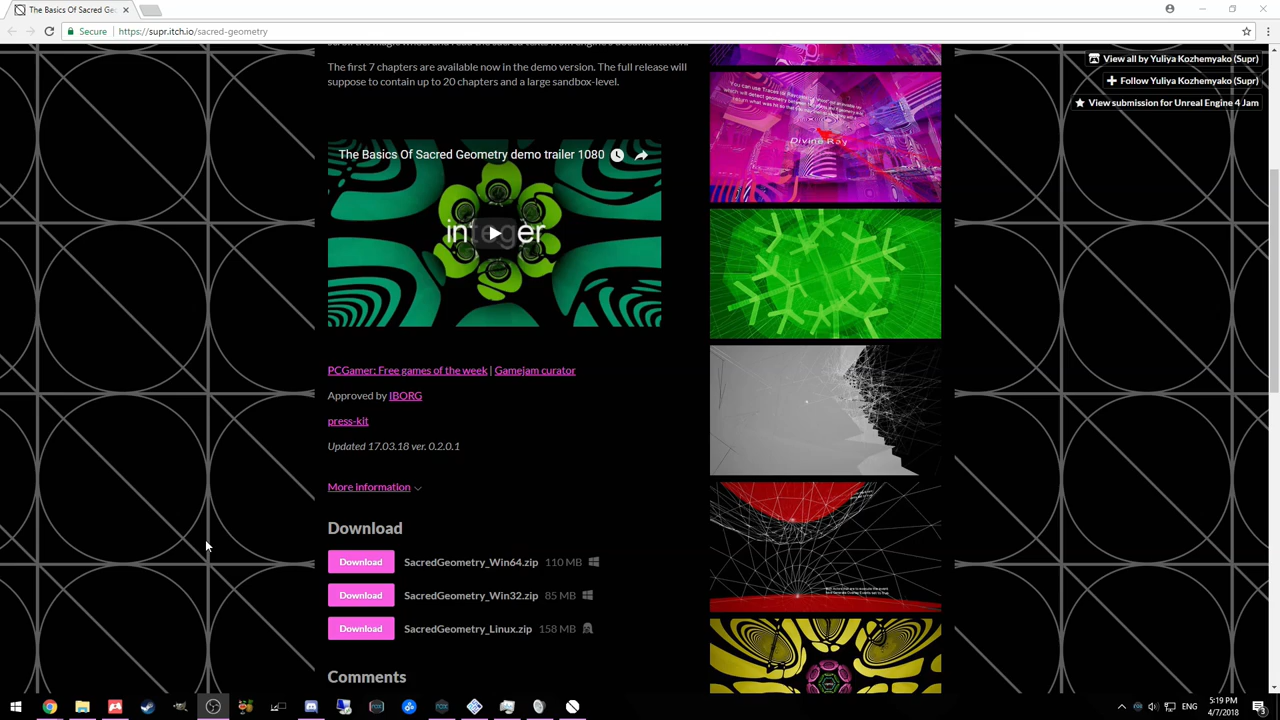 The Basics Of Sacred Geo
Secure
https://supr.itch.io/sacred-geometry
View all by Yuliya Kozhemyako (Supr)
Follow Yuliya Kozhemyako (Supr)
View submission for Unreal Engine 4 Jam
The first 7 chapters are available now in the demo version. The full release will
suppose to contain up to 20 chapters and a large sandbox-level.
The Basics Of Sacred Geometry demo trailer 1080
integer
PCGamer: Free games of the week | Gamejam curator
Approved by IBORG
press-kit
Updated 17.03.18 ver. 0.2.0.1
More information
Download
Download SacredGeometry_Win64.zip 110 MB
Download SacredGeometry_Win32.zip 85 MB
Download SacredGeometry_Linux.zip 158 MB
Comments
Divine Ray
ENG
5:19 PM
4/7/2018